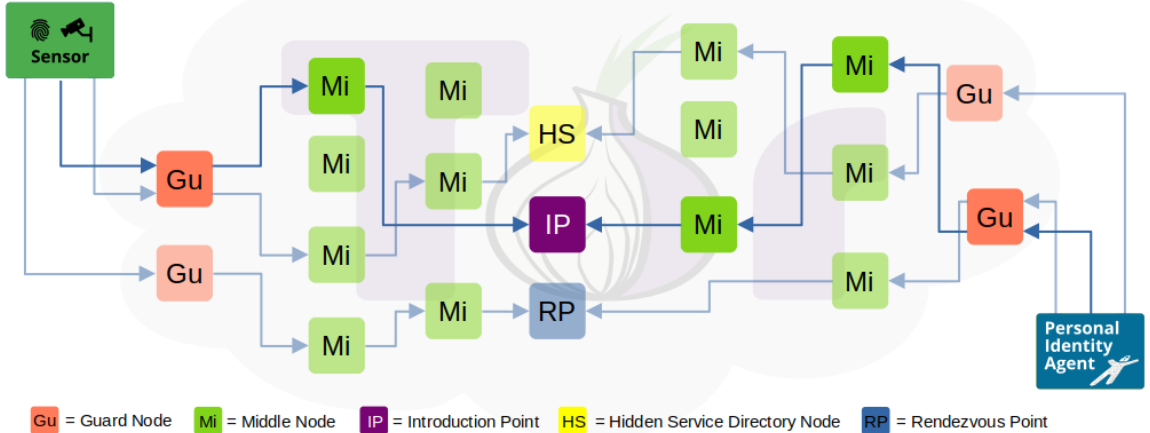 Sensor
Mi
Mi
Mi
Mi
Gu
HS
Mi
Mi
Gu
Mi
Mi
Mi
Gu
IP
Mi
Gu
Mi
Gu
Mi
Mi
RP
Mi
Personal
Identity
Agent
Gu = Guard Node Mi = Middle Node IP = Introduction Point HS = Hidden Service Directory Node RP = Rendezvous Point